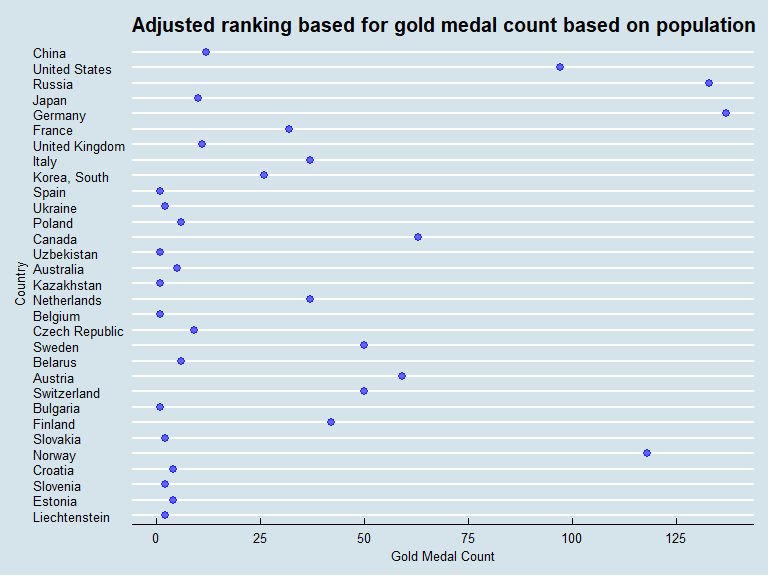 Adjusted ranking based for gold medal count based on population
China
United States
Russia
Japan
Germany
France
United Kingdom
Italy
Korea, South
Spain
Ukraine
Poland
Canada
Uzbekistan
Australia
Kazakhstan
Netherlands
Belgium
Czech Republic
Sweden
Belarus
Austria
Switzerland
Bulgaria
Finland
Slovakia
Norway
Croatia
Slovenia
Estonia
Liechtenstein
Country
0 25 50 75 100 125
Gold Medal Count